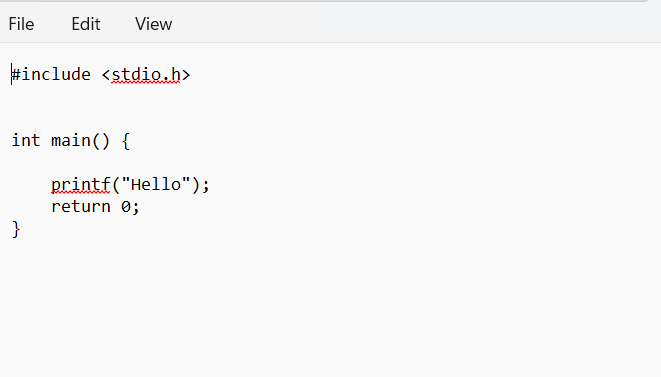 File Edit View
#include <stdio.h>
int main() {
printf("Hello");
return 0;
}